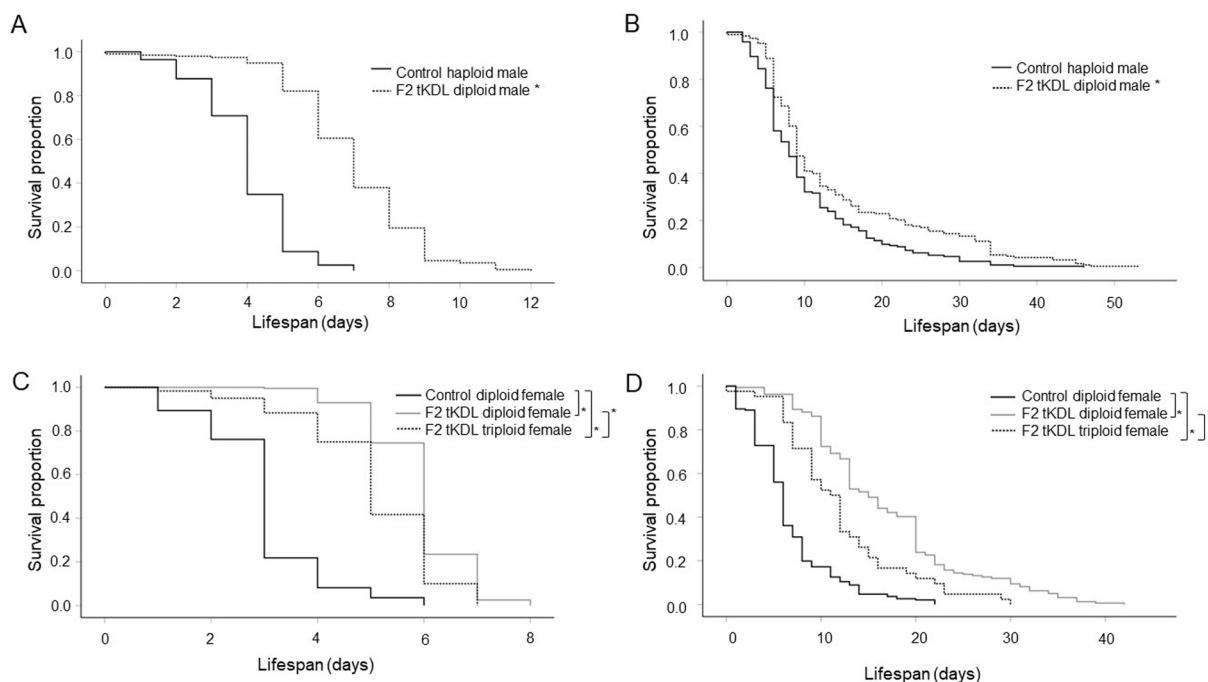 A
Survival proportion
1.0
0.8
0.6
0.4
0.2
0.0
Control haploid male
F2 tKDL diploid male *
0 2 4 6 8 10 12
Lifespan (days)
B
Survival proportion
1.0
0.8
0.6
0.4
0.2
0.0
Control haploid male
F2 tKDL diploid male *
0 10 20 30 40 50
Lifespan (days)
C
Survival proportion
1.0
0.8
0.6
0.4
0.2
0.0
Control diploid female
F2 tKDL diploid female * *
F2 tKDL triploid female *
0 2 4 6 8
Lifespan (days)
D
Survival proportion
1.0
0.8
0.6
0.4
0.2
0.0
Control diploid female
F2 tKDL diploid female *
F2 tKDL triploid female * *
0 10 20 30 40
Lifespan (days)